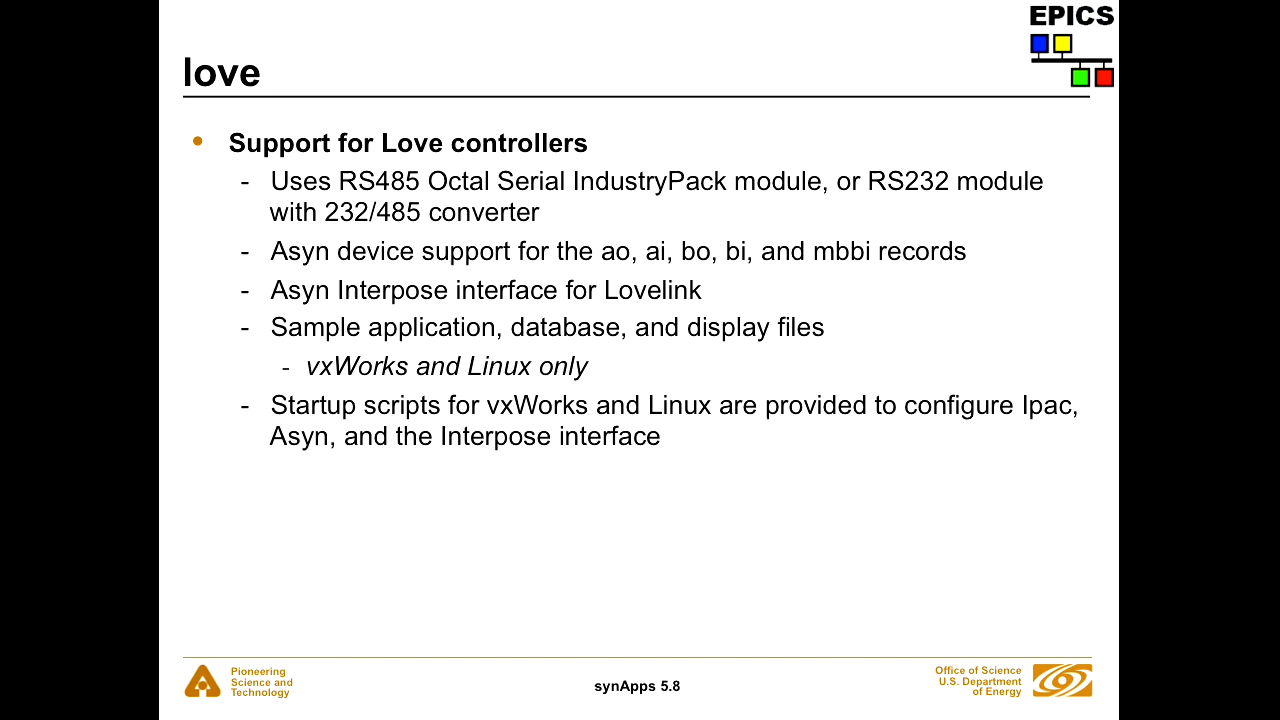 EPICS
love
• Support for Love controllers
- Uses RS485 Octal Serial IndustryPack module, or RS232 module
with 232/485 converter
- Asyn device support for the ao, ai, bo, bi, and mbbi records
- Asyn Interpose interface for Lovelink
- Sample application, database, and display files
- vxWorks and Linux only
- Startup scripts for vxWorks and Linux are provided to configure Ipac,
Asyn, and the Interpose interface
Pioneering
Science and
Technology
synApps 5.8
Office of Science
U.S. Department
of Energy